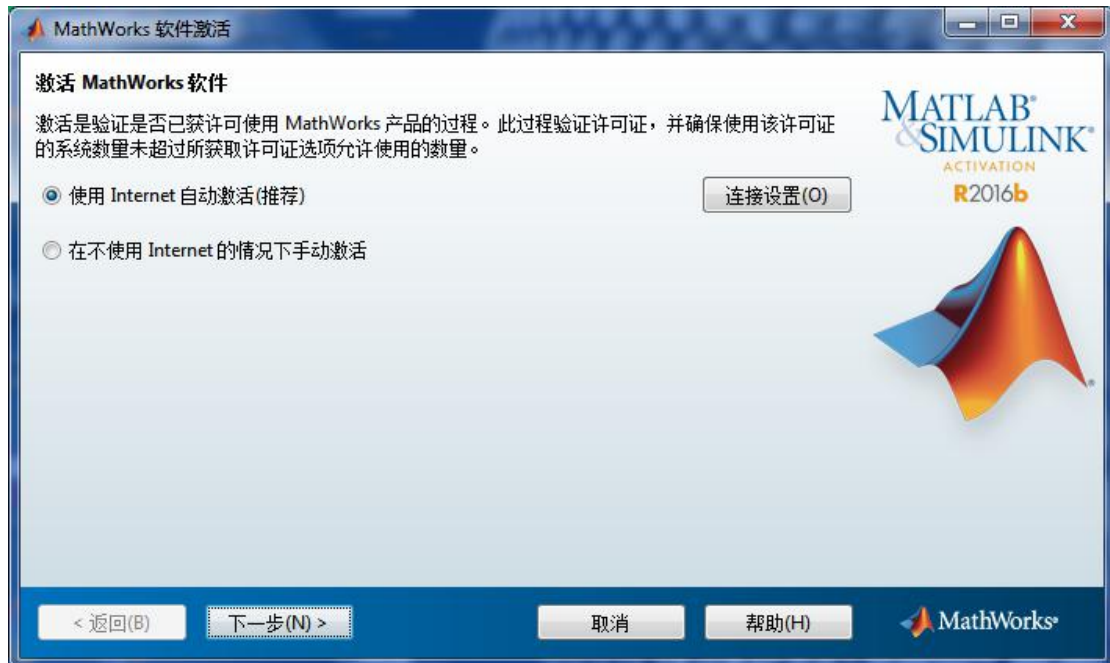 MathWorks 软件激活
激活 MathWorks 软件
激活是验证是否已获许可使用 MathWorks 产品的过程。此过程验证许可证，并确保使用该许可证
的系统数量未超过所获取许可证选项允许使用的数量。
使用 Internet 自动激活(推荐)
连接设置(O)
在不使用 Internet 的情况下手动激活
MATLAB®
&SIMULINK®
ACTIVATION
R2016b
< 返回(B)
下一步(N) >
取消
帮助(H)
MathWorks®